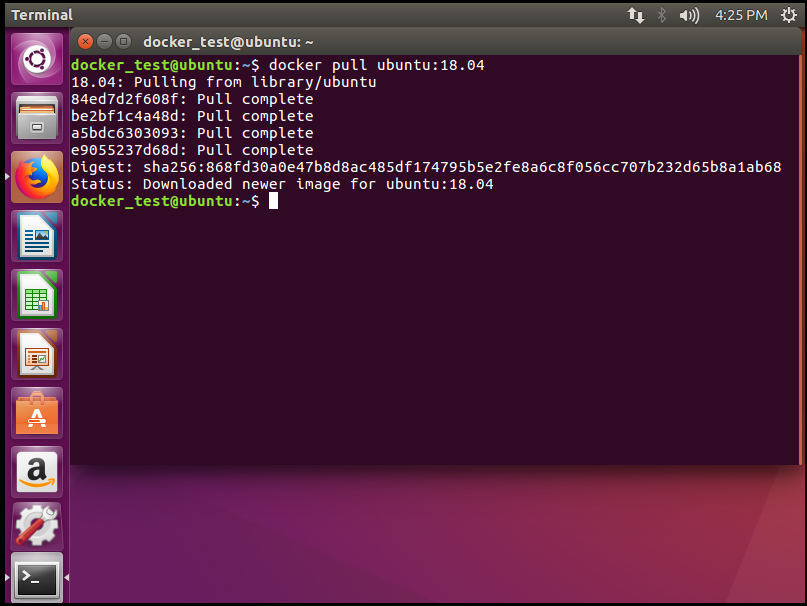 Terminal
4:25 PM
docker_test@ubuntu: ~
docker_test@ubuntu:~$ docker pull ubuntu:18.04
18.04: Pulling from library/ubuntu
84ed7d2f608f: Pull complete
be2bf1c4a48d: Pull complete
a5bdc6303093: Pull complete
e9055237d68d: Pull complete
Digest: sha256:868fd30a0e47b8d8ac485df174795b5e2fe8a6c8f056cc707b232d65b8a1ab68
Status: Downloaded newer image for ubuntu:18.04
docker_test@ubuntu:~$